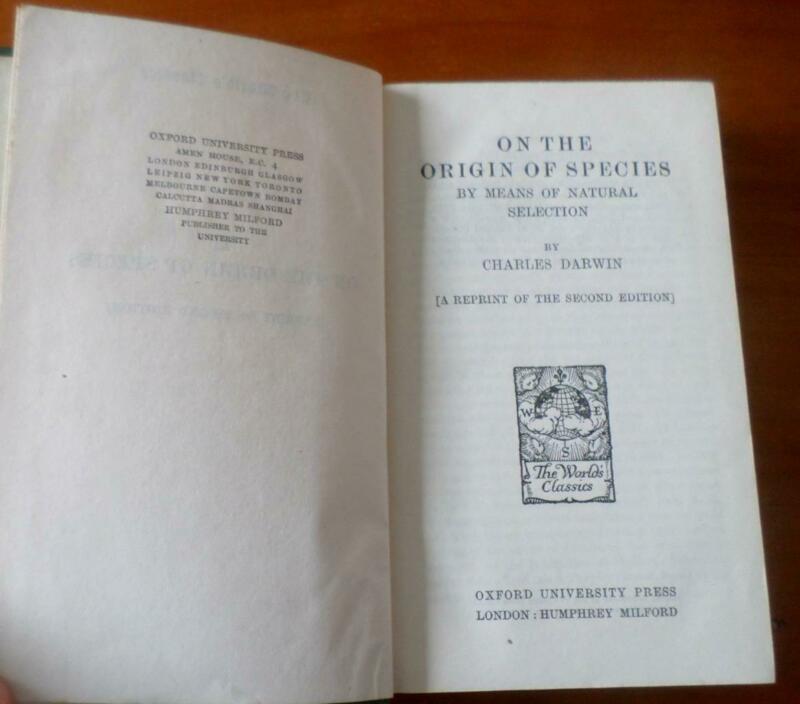 OXFORD UNIVERSITY PRESS
AMEN HOUSE, E.C. 4
LONDON EDINBURGH GLASGOW
LEIPZIG NEW YORK TORONTO
MELBOURNE CAPETOWN BOMBAY
CALCUTTA MADRAS SHANGHAI
HUMPHREY MILFORD
PUBLISHER TO THE
UNIVERSITY
ON THE
ORIGIN OF SPECIES
BY MEANS OF NATURAL
SELECTION
BY
CHARLES DARWIN
[A REPRINT OF THE SECOND EDITION]
W E
S
The World's
Classics
OXFORD UNIVERSITY PRESS
LONDON : HUMPHREY MILFORD